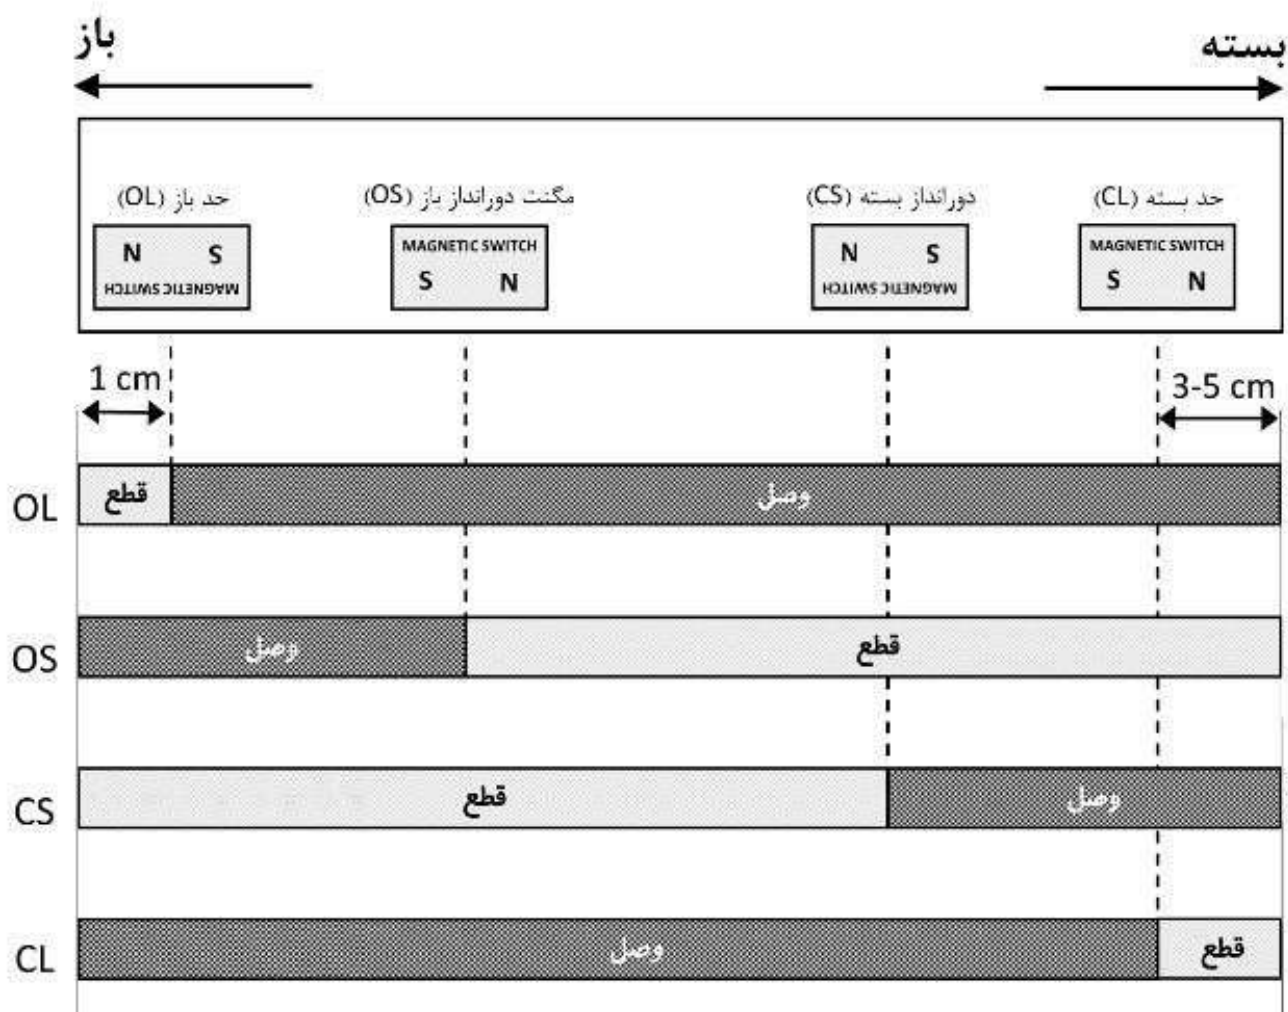 باز
بسته
حد باز (OL)
مگنت دورانداز باز (OS)
دورانداز بسته (CS)
حد بسته (CL)
N S
MAGNETIC SWITCH
MAGNETIC SWITCH
S N
N S
MAGNETIC SWITCH
MAGNETIC SWITCH
S N
1 cm
3-5 cm
OL
قطع
وصل
OS
وصل
قطع
CS
قطع
وصل
CL
وصل
قطع